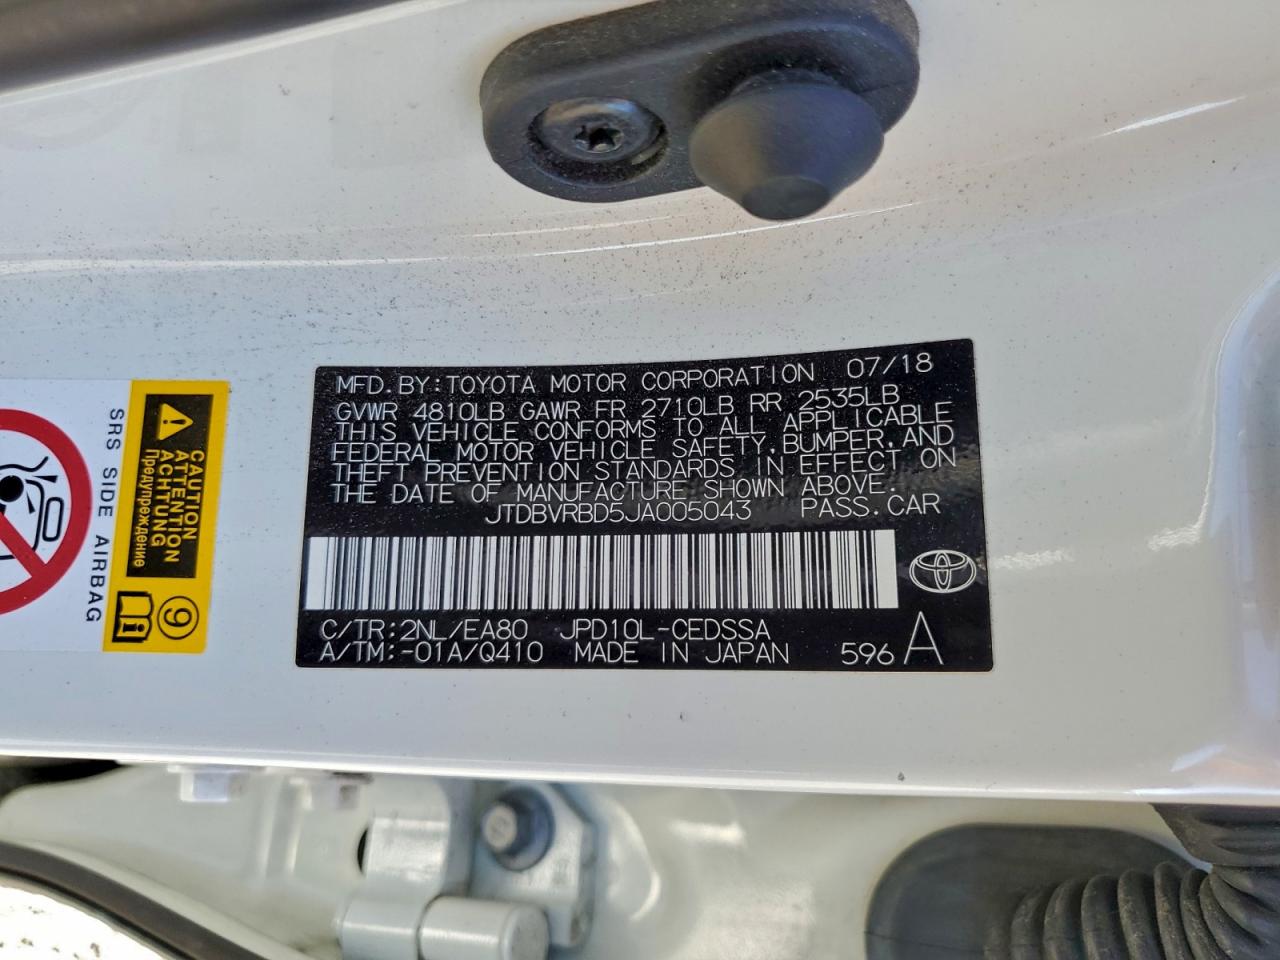 MFD.BY:TOYOTA MOTOR CORPORATION 07/18
GVWR 4810LB GAWR FR 2710LB RR 2535LB
THIS VEHICLE CONFORMS TO ALL APPLICABLE
FEDERAL MOTOR VEHICLE SAFETY,BUMPER,AND
THEFT PREVENTION STANDARDS IN EFFECT ON
THE DATE OF MANUFACTURE SHOWN ABOVE.
JTDBVRBD5JA005043 PASS.CAR
C/TR:2NL/EA80 JPD10L-CEDSSA
A/TM:-01A/Q410 MADE IN JAPAN 596 A
CAUTION
ATTENTION
ACHTUNG
Предупреждение
9
SRS SIDE AIRBAG